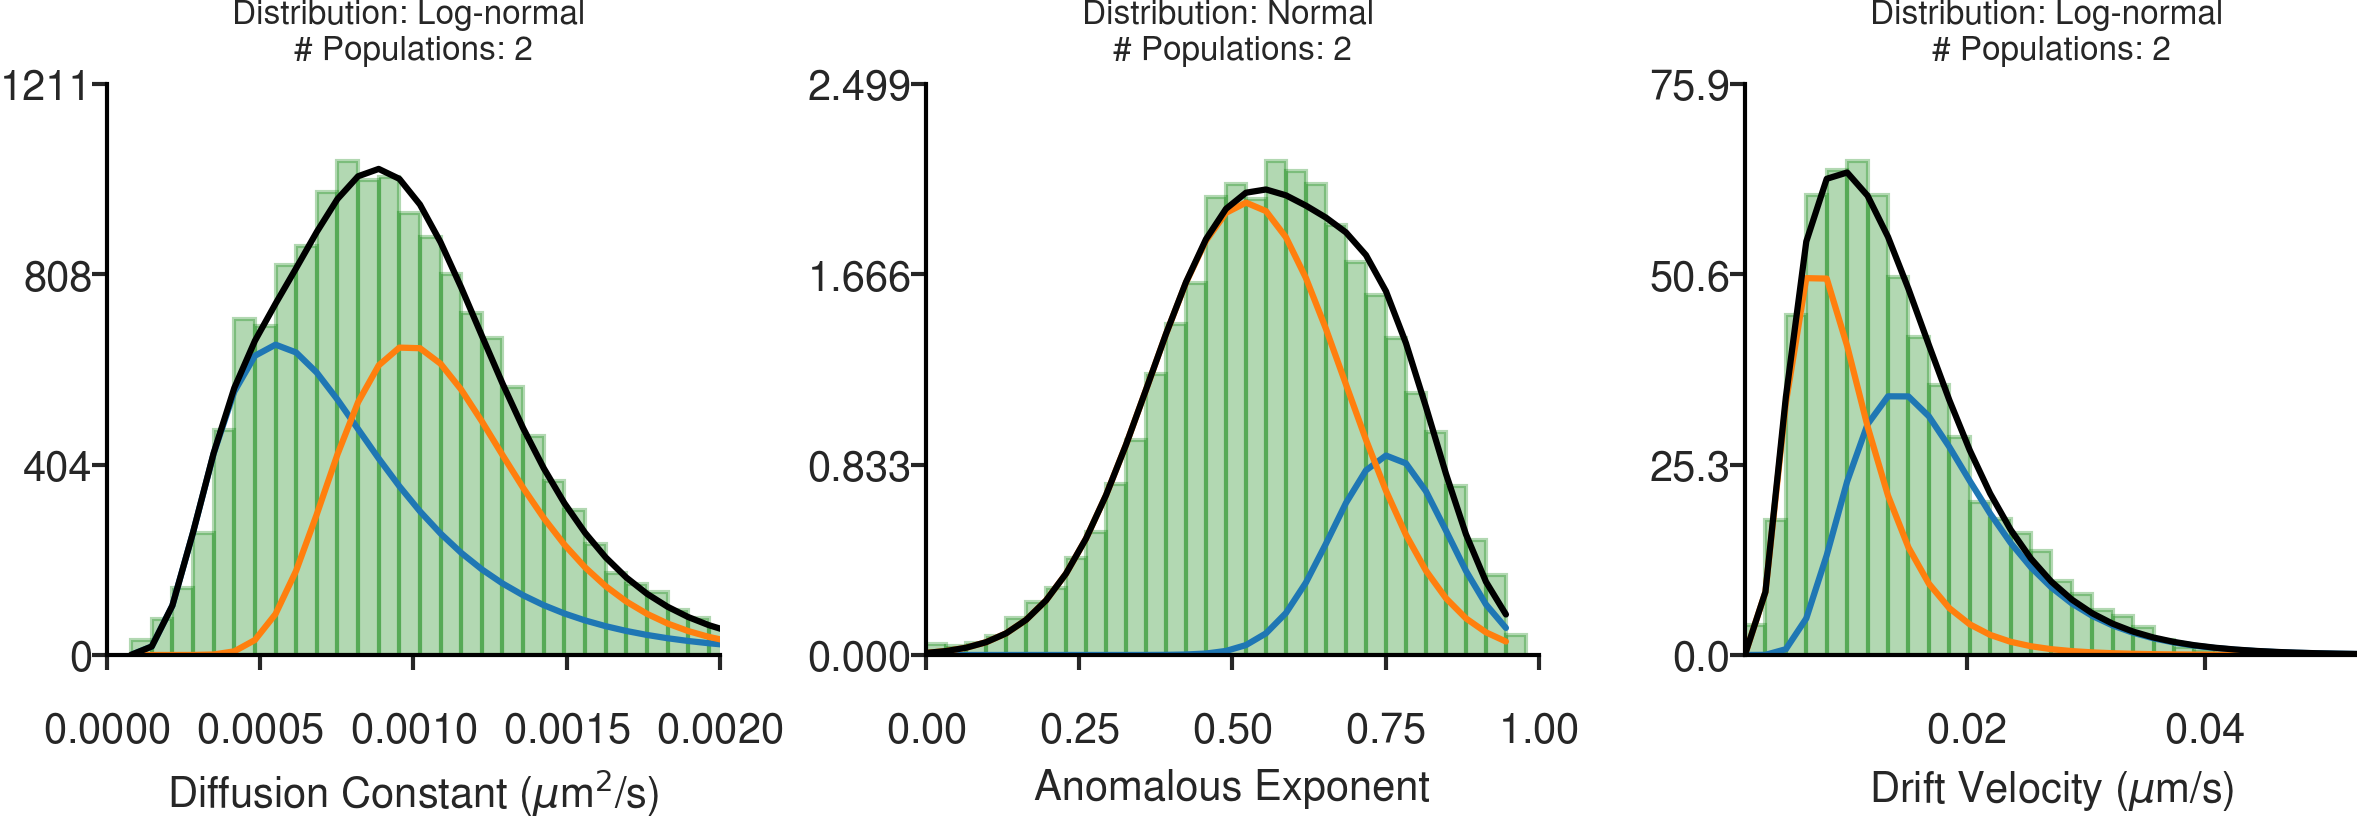 Distribution: Log-normal
# Populations: 2
1211
808
404
0
0.0000 0.0005 0.0010 0.0015 0.0020
Diffusion Constant (μm²/s)
Distribution: Normal
# Populations: 2
2.499
1.666
0.833
0.000
0.00 0.25 0.50 0.75 1.00
Anomalous Exponent
Distribution: Log-normal
# Populations: 2
75.9
50.6
25.3
0.0
0.02 0.04
Drift Velocity (μm/s)